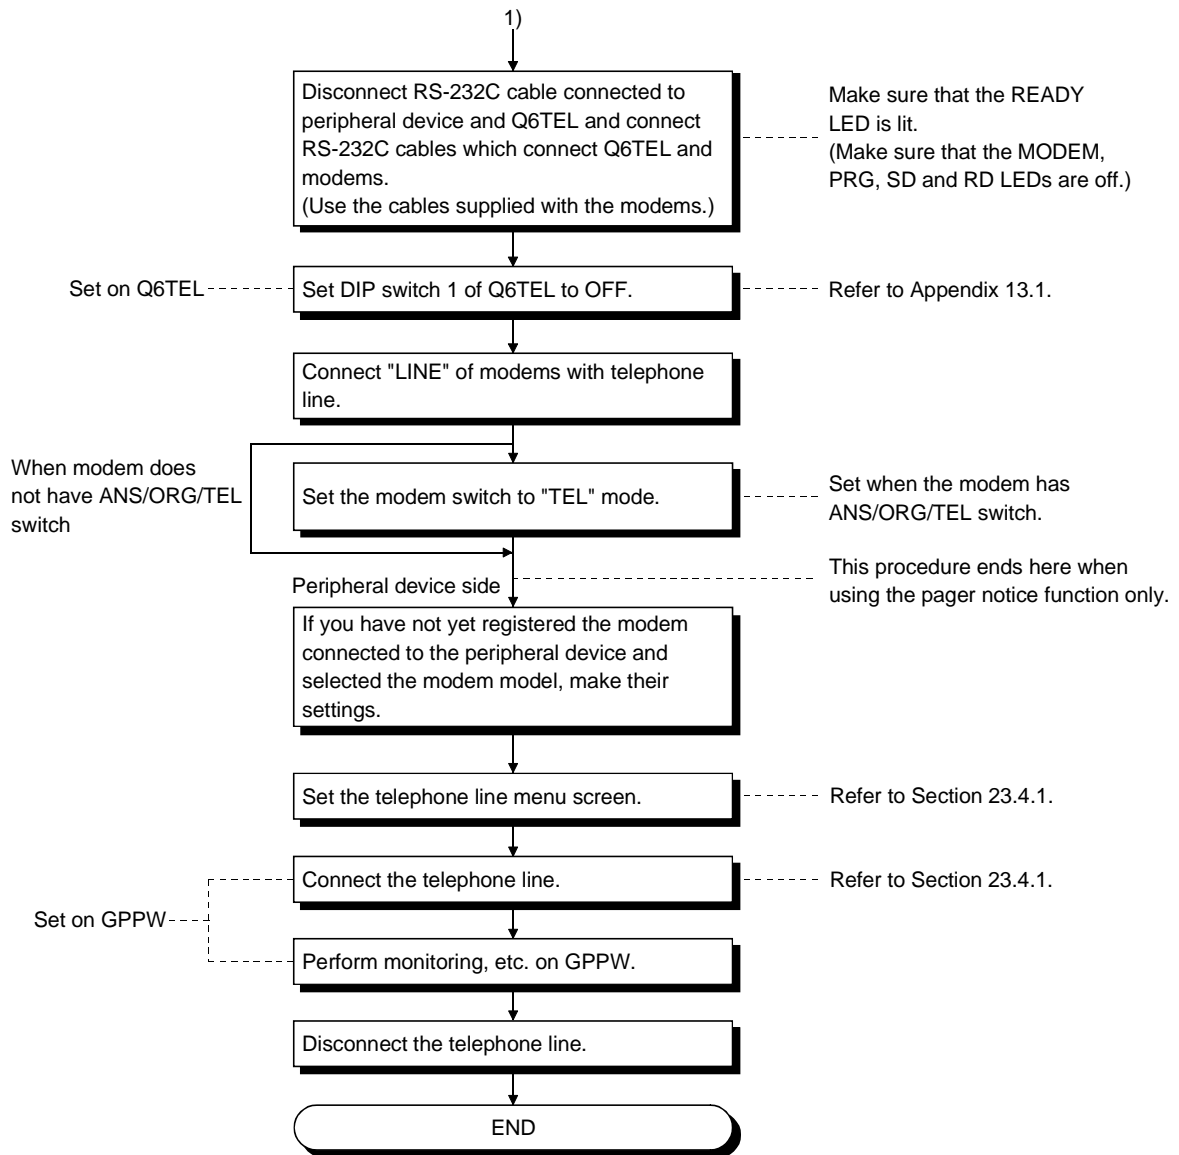 1)
Disconnect RS-232C cable connected to
peripheral device and Q6TEL and connect
RS-232C cables which connect Q6TEL and
modems.
(Use the cables supplied with the modems.)
Make sure that the READY
LED is lit.
(Make sure that the MODEM,
PRG, SD and RD LEDs are off.)
Set on Q6TEL
Set DIP switch 1 of Q6TEL to OFF.
Refer to Appendix 13.1.
Connect "LINE" of modems with telephone
line.
When modem does
not have ANS/ORG/TEL
switch
Set the modem switch to "TEL" mode.
Set when the modem has
ANS/ORG/TEL switch.
Peripheral device side
This procedure ends here when
using the pager notice function only.
If you have not yet registered the modem
connected to the peripheral device and
selected the modem model, make their
settings.
Set the telephone line menu screen.
Refer to Section 23.4.1.
Connect the telephone line.
Refer to Section 23.4.1.
Set on GPPW
Perform monitoring, etc. on GPPW.
Disconnect the telephone line.
END